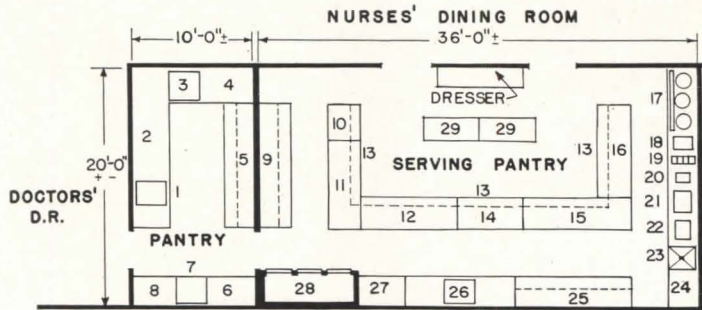 NURSES' DINING ROOM
10'-0"± 36'-0"±
3 4
DRESSER
17
2
10
29 29
18
13 13 16
19
20'-0"
+ -
5 9
SERVING PANTRY
20
1
11
13
21
DOCTORS'
D.R.
12 14 15
22
PANTRY
23
7
8 6 28 27 26 25 24